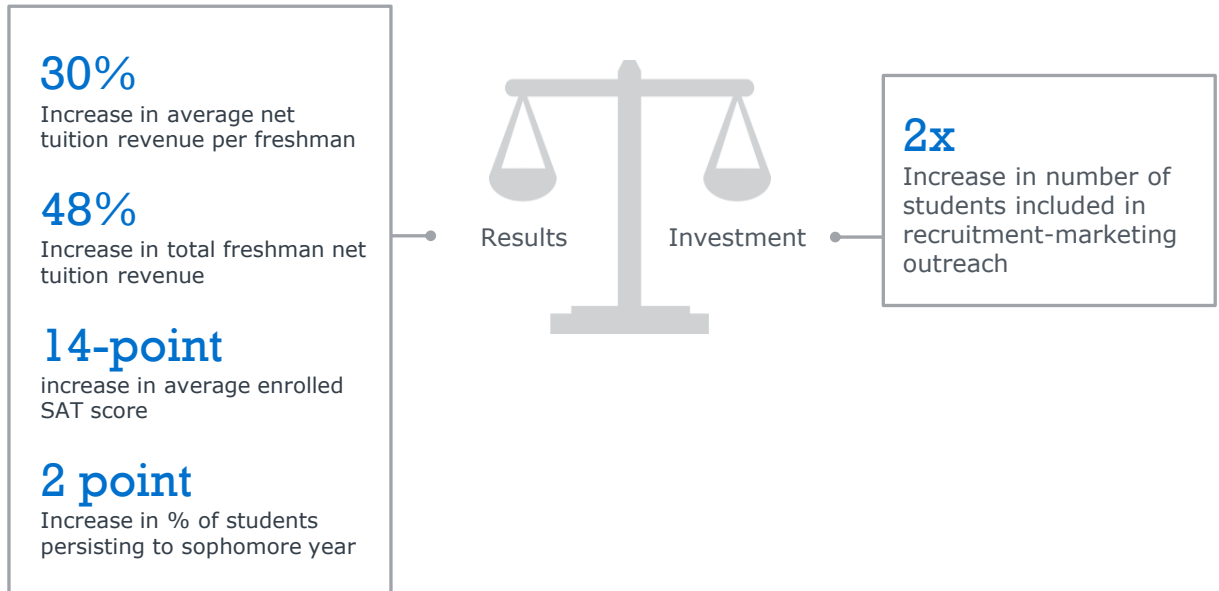 30%
Increase in average net
tuition revenue per freshman
48%
Increase in total freshman net
tuition revenue
14-point
increase in average enrolled
SAT score
2 point
Increase in % of students
persisting to sophomore year
Results
Investment
2x
Increase in number of
students included in
recruitment-marketing
outreach